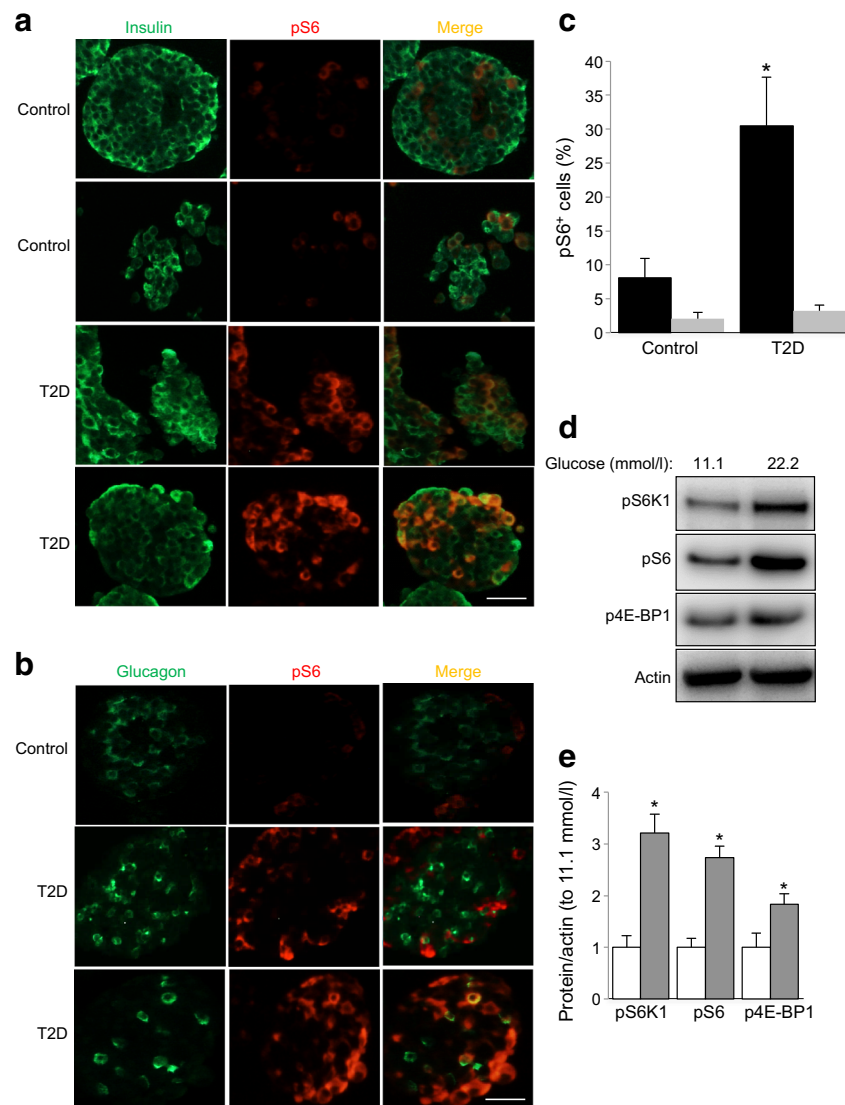 a
Insulin pS6 Merge
Control
Control
T2D
T2D
b
Glucagon pS6 Merge
Control
T2D
T2D
c
pS6+ cells (%)
40
35
30
25
20
15
10
5
0
*
Control T2D
d
Glucose (mmol/l): 11.1 22.2
pS6K1
pS6
p4E-BP1
Actin
e
Protein/actin (to 11.1 mmol/l)
4
3
2
1
0
* * *
pS6K1 pS6 p4E-BP1